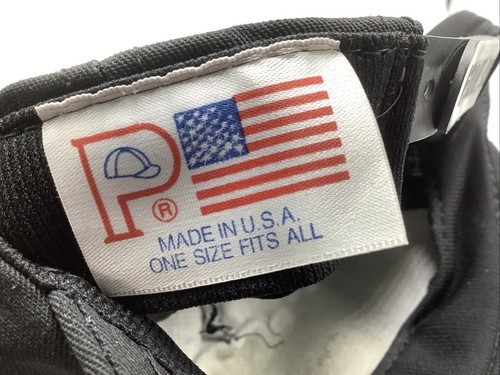 P®
MADE IN U.S.A.
ONE SIZE FITS ALL